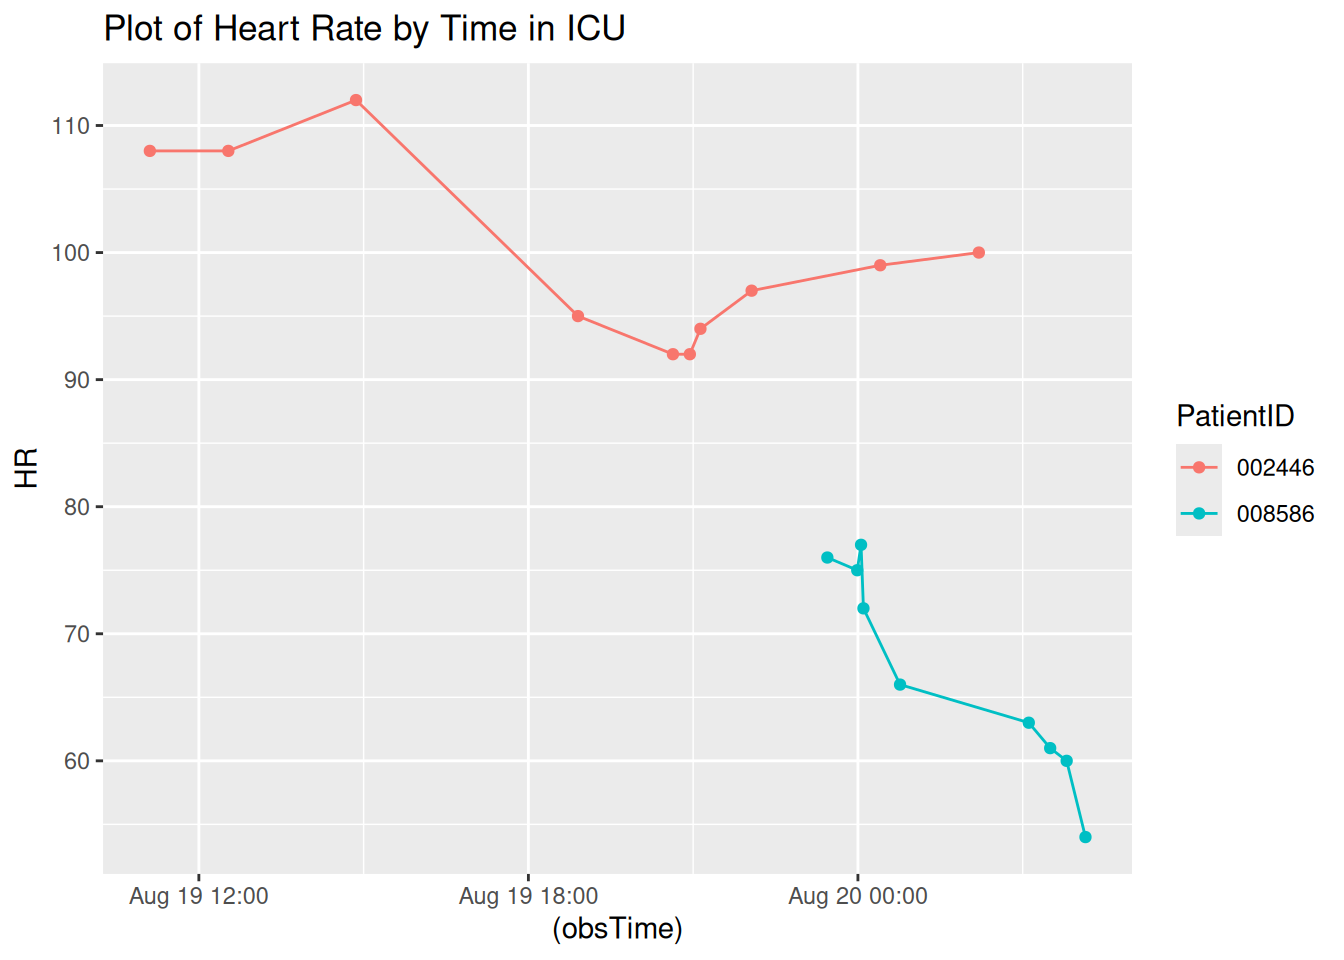 Plot of Heart Rate by Time in ICU
110
100
90
80
70
60
HR
Aug 19 12:00
Aug 19 18:00
Aug 20 00:00
(obsTime)
PatientID
002446
008586